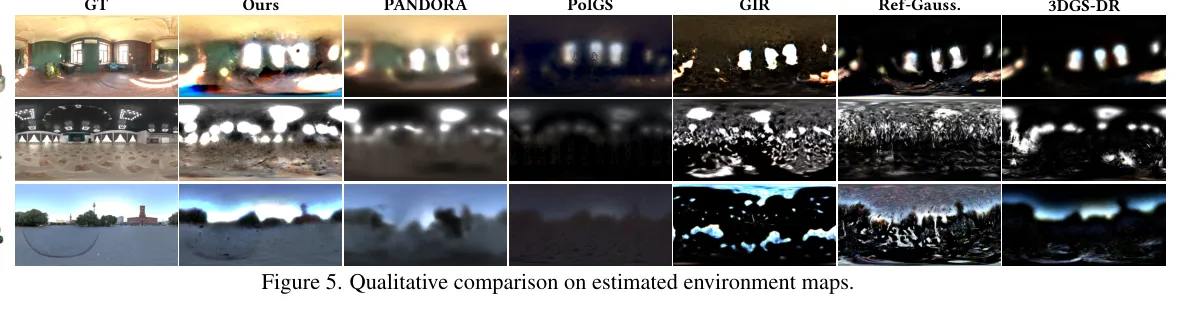 GT Ours PANDORA PolGS GIR Ref-Gauss. 3DGS-DR
Figure 5. Qualitative comparison on estimated environment maps.